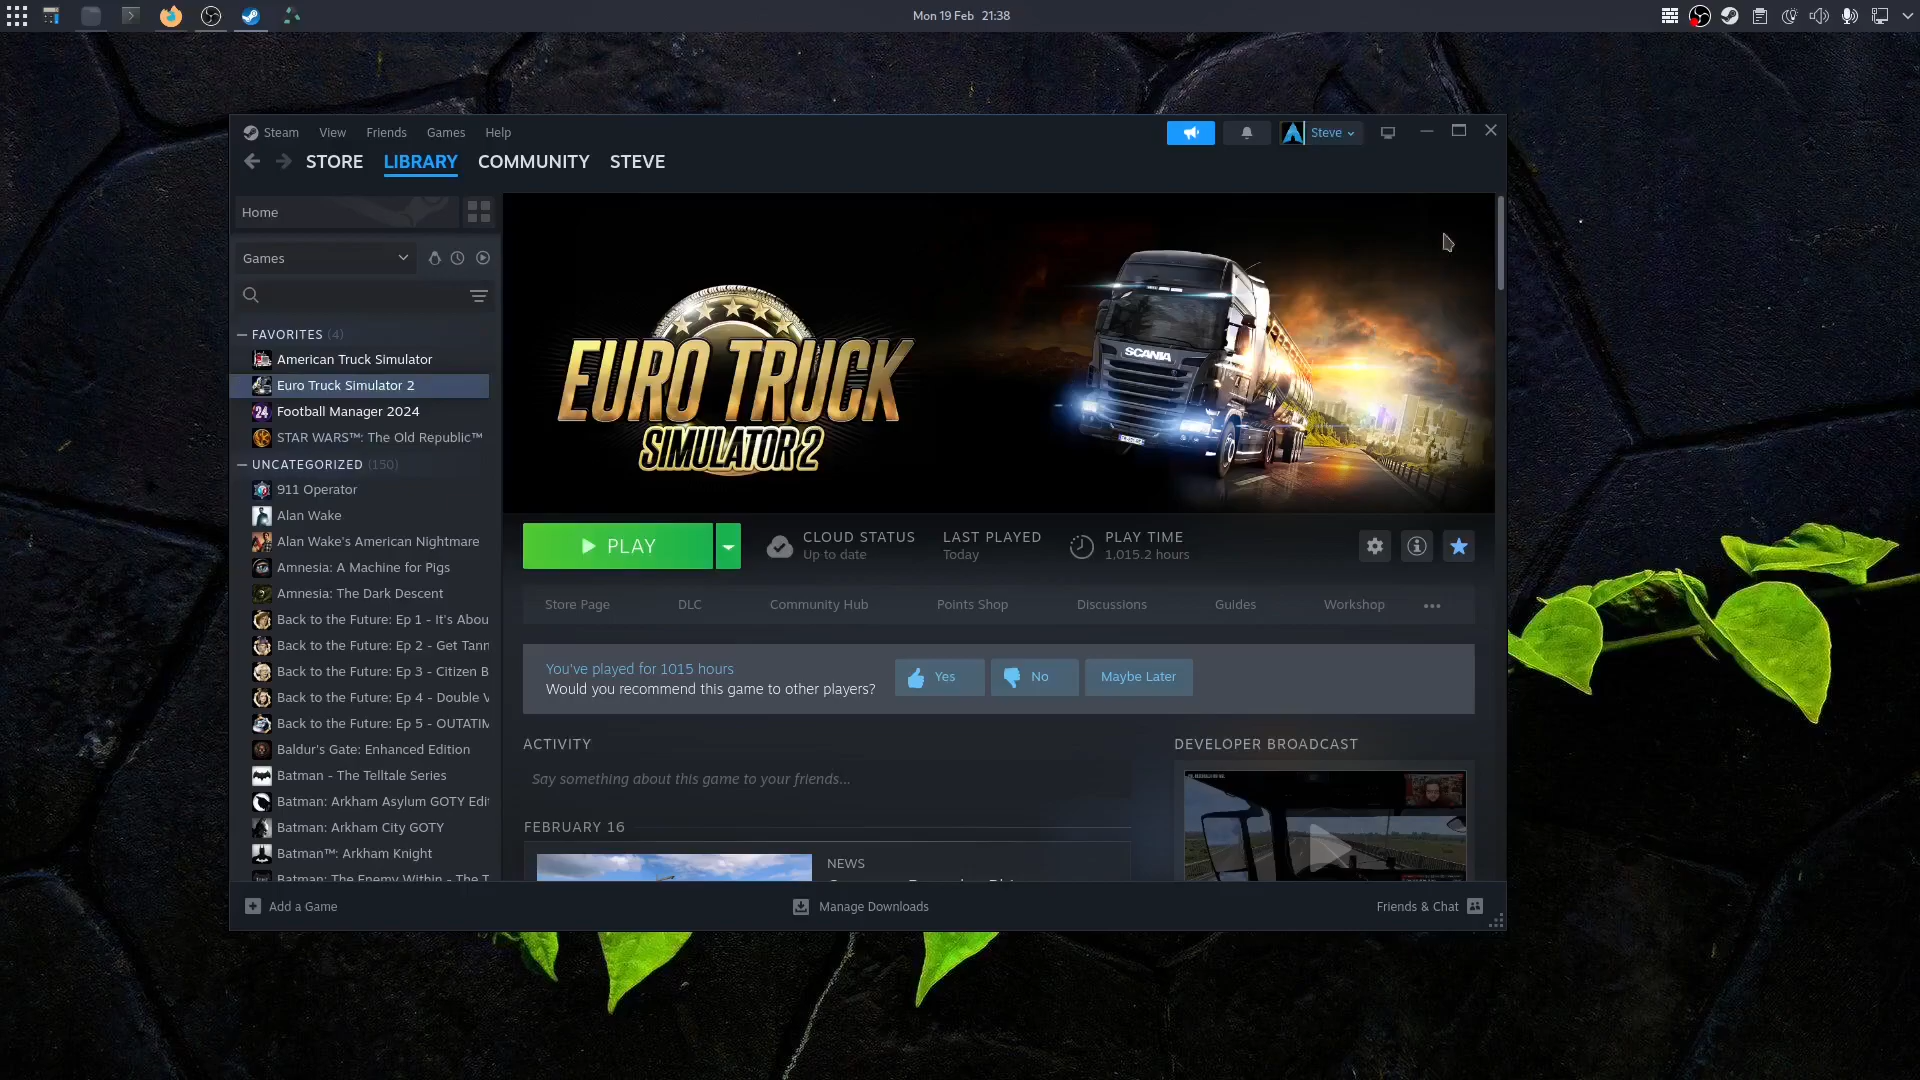 Mon 19 Feb 21:38
Steam View Friends Games Help
Steve
STORE LIBRARY COMMUNITY STEVE
Home
Games
FAVORITES (4)
American Truck Simulator
Euro Truck Simulator 2
24 Football Manager 2024
STAR WARS™: The Old Republic™
UNCATEGORIZED (150)
911 Operator
Alan Wake
Alan Wake's American Nightmare
Amnesia: A Machine for Pigs
Amnesia: The Dark Descent
Back to the Future: Ep 1 - It's Abou
Back to the Future: Ep 2 - Get Tann
Back to the Future: Ep 3 - Citizen B
Back to the Future: Ep 4 - Double V
Back to the Future: Ep 5 - OUTATIM
Baldur's Gate: Enhanced Edition
Batman - The Telltale Series
Batman: Arkham Asylum GOTY Edi
Batman: Arkham City GOTY
Batman™: Arkham Knight
Batman: The Enemy Within - The T
EURO TRUCK
SIMULATOR 2
SCANIA
PLAY
CLOUD STATUS
Up to date
LAST PLAYED
Today
PLAY TIME
1,015.2 hours
Store Page DLC Community Hub Points Shop Discussions Guides Workshop
You've played for 1015 hours
Would you recommend this game to other players?
Yes No Maybe Later
ACTIVITY
Say something about this game to your friends...
FEBRUARY 16
NEWS
DEVELOPER BROADCAST
Add a Game Manage Downloads Friends & Chat